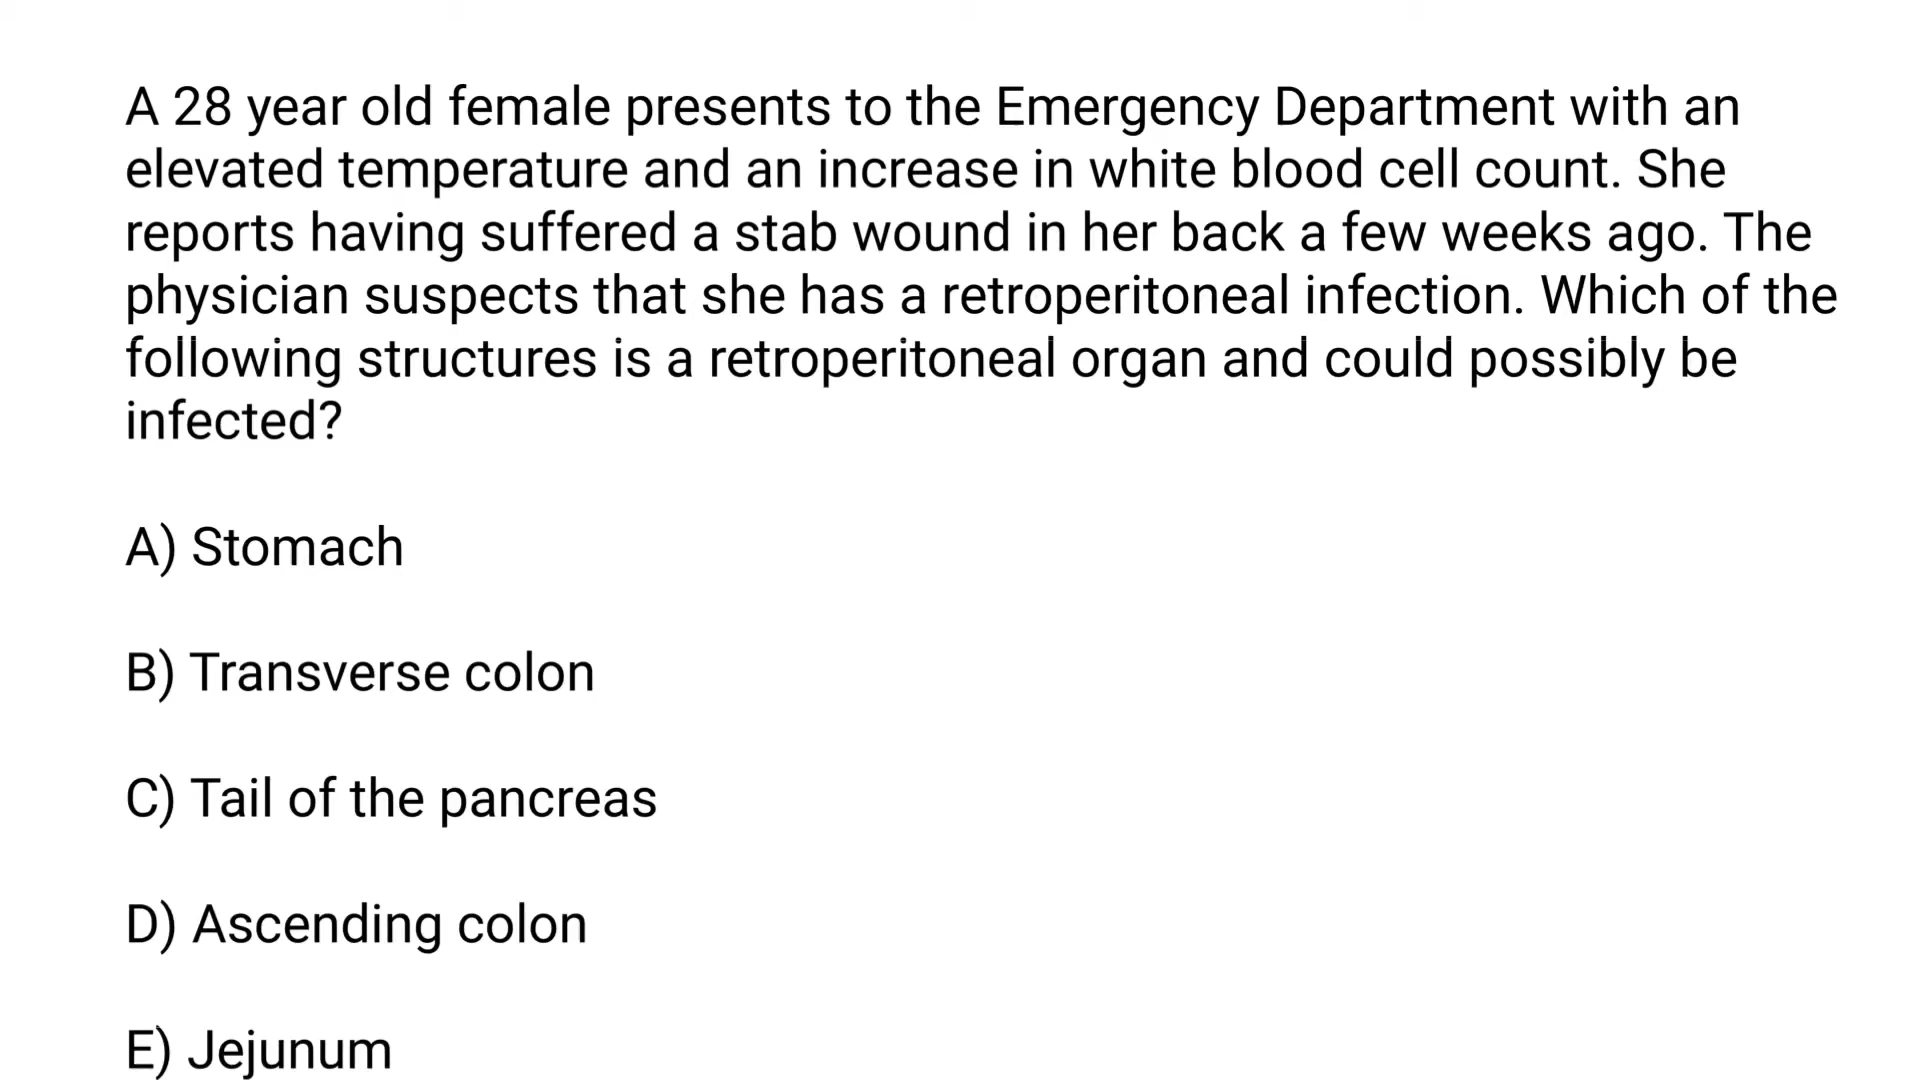 A 28 year old female presents to the Emergency Department with an
elevated temperature and an increase in white blood cell count. She
reports having suffered a stab wound in her back a few weeks ago. The
physician suspects that she has a retroperitoneal infection. Which of the
following structures is a retroperitoneal organ and could possibly be
infected?
A) Stomach
B) Transverse colon
C) Tail of the pancreas
D) Ascending colon
E) Jejunum